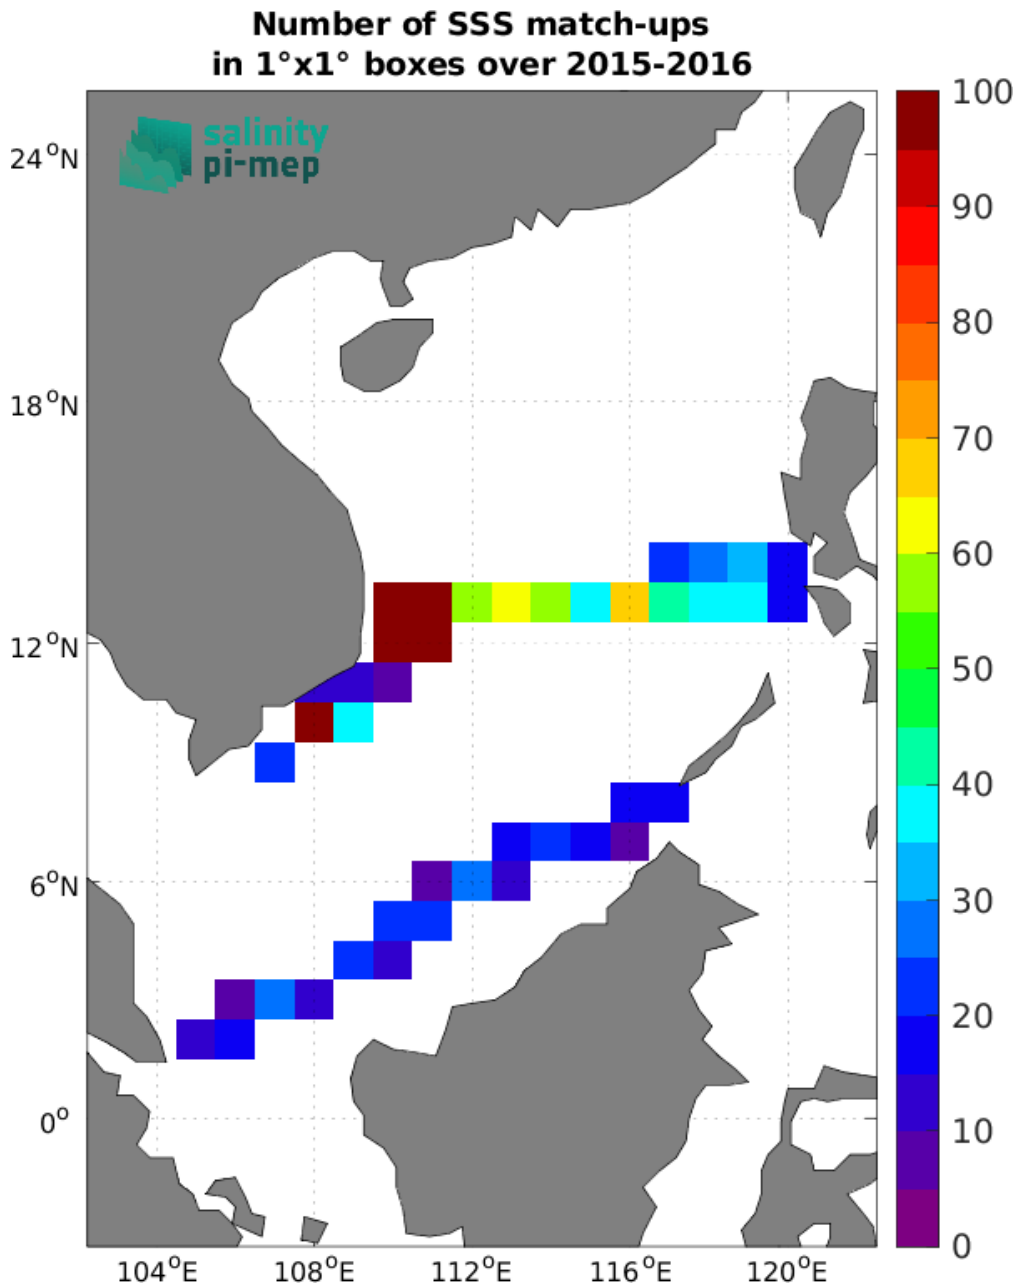 Number of SSS match-ups
in 1°x1° boxes over 2015-2016
salinity
pi-mep
24°N
18°N
12°N
6°N
0°
104°E 108°E 112°E 116°E 120°E
100
90
80
70
60
50
40
30
20
10
0